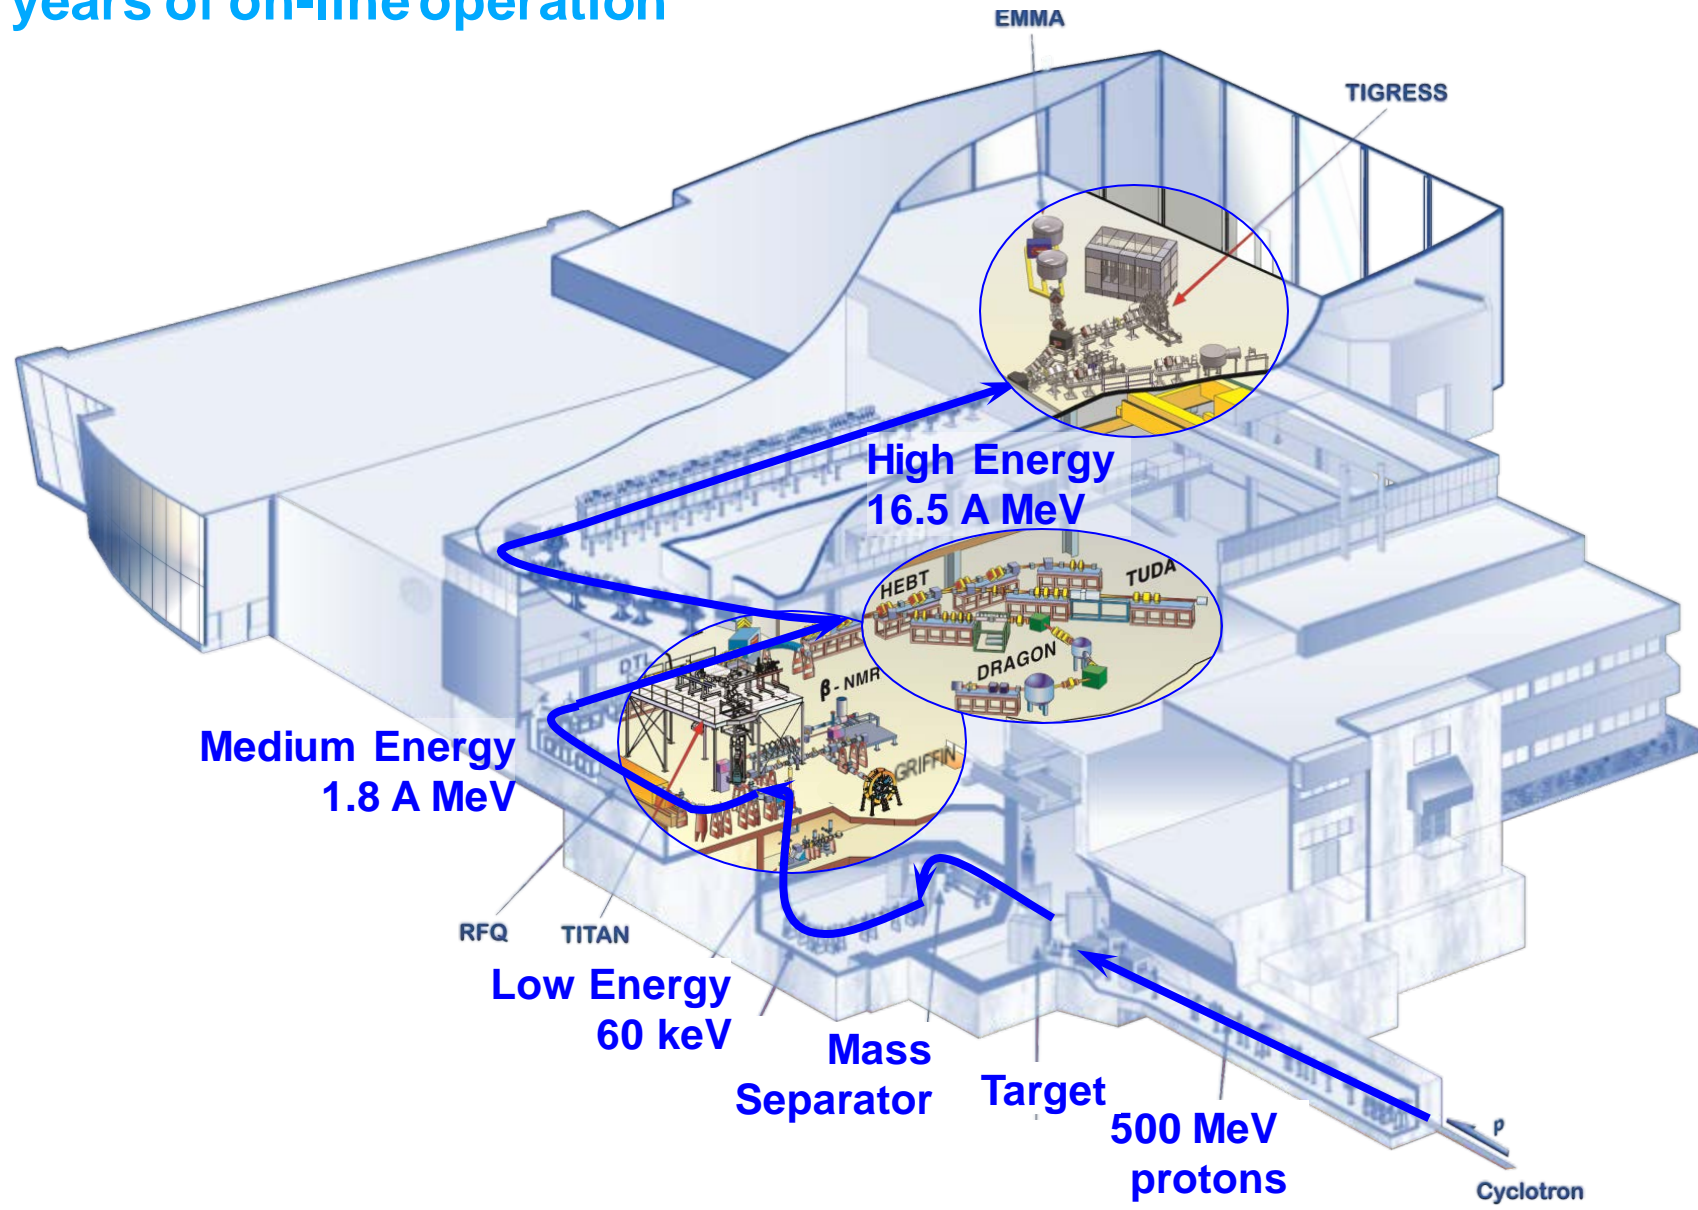 years of on-line operation
EMMA
TIGRESS
High Energy
16.5 A MeV
HEBT
TUDA
DRAGON
DTL
β - NMR
GRIFFIN
Medium Energy
1.8 A MeV
RFQ
TITAN
Low Energy
60 keV
Mass
Separator
Target
500 MeV
protons
p
Cyclotron